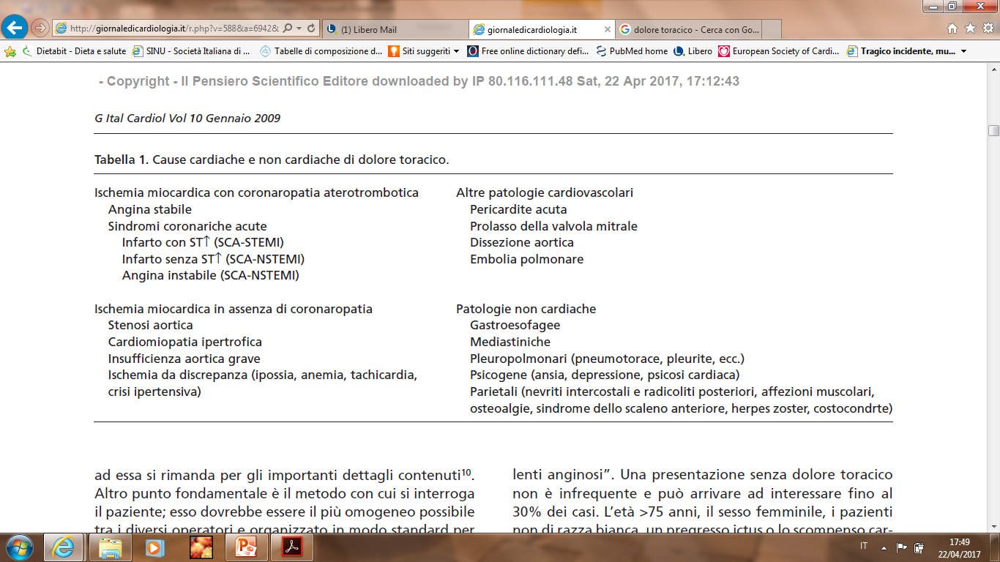 http://giornaledicardiologia.it/r.php?v=588&a=6942&
(1) Libero Mail
giornaledicardiologia.it
dolore toracico - Cerca con Go...
Dietabit - Dieta e salute
SINU - Società Italiana di ...
Tabelle di composizione d...
Siti suggeriti
Free online dictionary defi...
PubMed home
Libero
European Society of Cardi...
Tragico incidente, mu...
- Copyright - Il Pensiero Scientifico Editore downloaded by IP 80.116.111.48 Sat, 22 Apr 2017, 17:12:43
G Ital Cardiol Vol 10 Gennaio 2009
Tabella 1. Cause cardiache e non cardiache di dolore toracico.
Ischemia miocardica con coronaropatia aterotrombotica
Angina stabile
Sindromi coronariche acute
Infarto con ST↑ (SCA-STEMI)
Infarto senza ST↑ (SCA-NSTEMI)
Angina instabile (SCA-NSTEMI)
Altre patologie cardiovascolari
Pericardite acuta
Prolasso della valvola mitrale
Dissezione aortica
Embolia polmonare
Ischemia miocardica in assenza di coronaropatia
Stenosi aortica
Cardiomiopatia ipertrofica
Insufficienza aortica grave
Ischemia da discrepanza (ipossia, anemia, tachicardia,
crisi ipertensiva)
Patologie non cardiache
Gastroesofagee
Mediastiniche
Pleuropolmonari (pneumotorace, pleurite, ecc.)
Psicogene (ansia, depressione, psicosi cardiaca)
Parietali (nevriti intercostali e radicoliti posteriori, affezioni muscolari,
osteoalgie, sindrome dello scaleno anteriore, herpes zoster, costocondrte)
ad essa si rimanda per gli importanti dettagli contenuti¹⁰.
Altro punto fondamentale è il metodo con cui si interroga
il paziente; esso dovrebbe essere il più omogeneo possibile
tra i diversi operatori e organizzato in modo standard per
lenti anginosi”. Una presentazione senza dolore toracico
non è infrequente e può arrivare ad interessare fino al
30% dei casi. L’età >75 anni, il sesso femminile, i pazienti
non di razza bianca, un pregresso ictus o lo scompenso car-
IT
17:49
22/04/2017